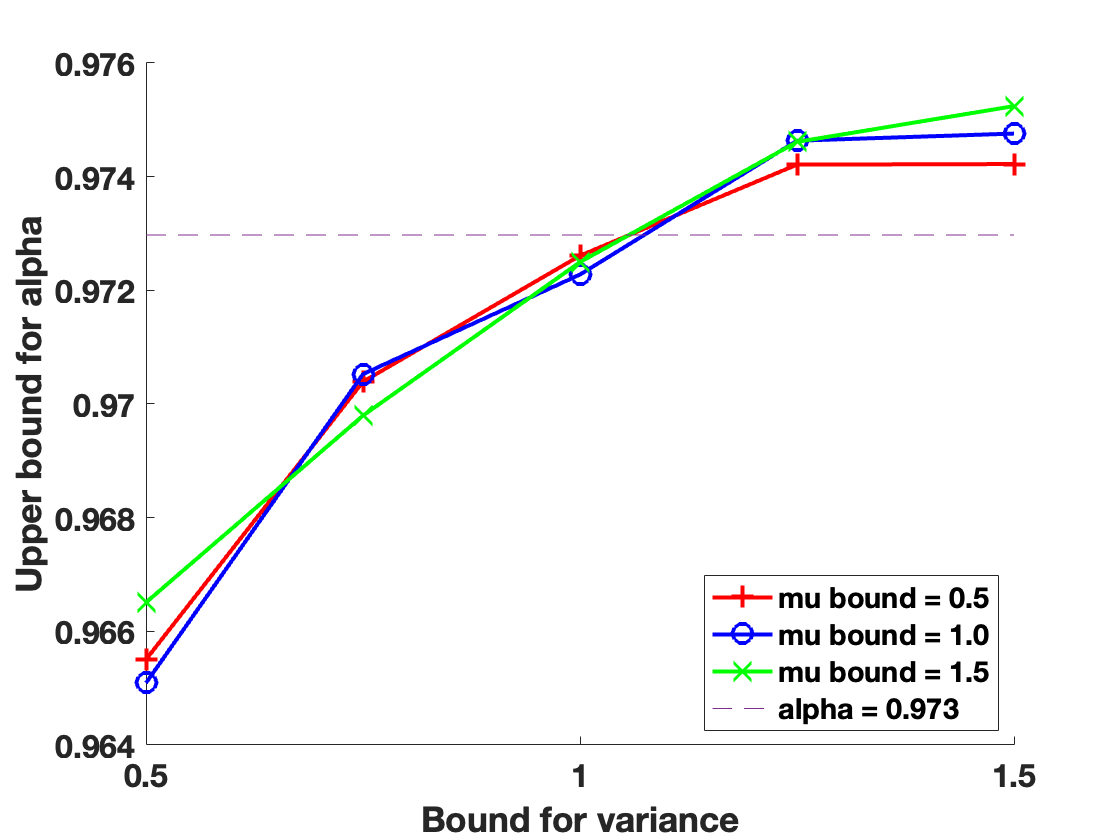 0.976
0.974
0.972
0.97
0.968
0.966
0.964
Upper bound for alpha
0.5
1
1.5
Bound for variance
mu bound = 0.5
mu bound = 1.0
mu bound = 1.5
alpha = 0.973